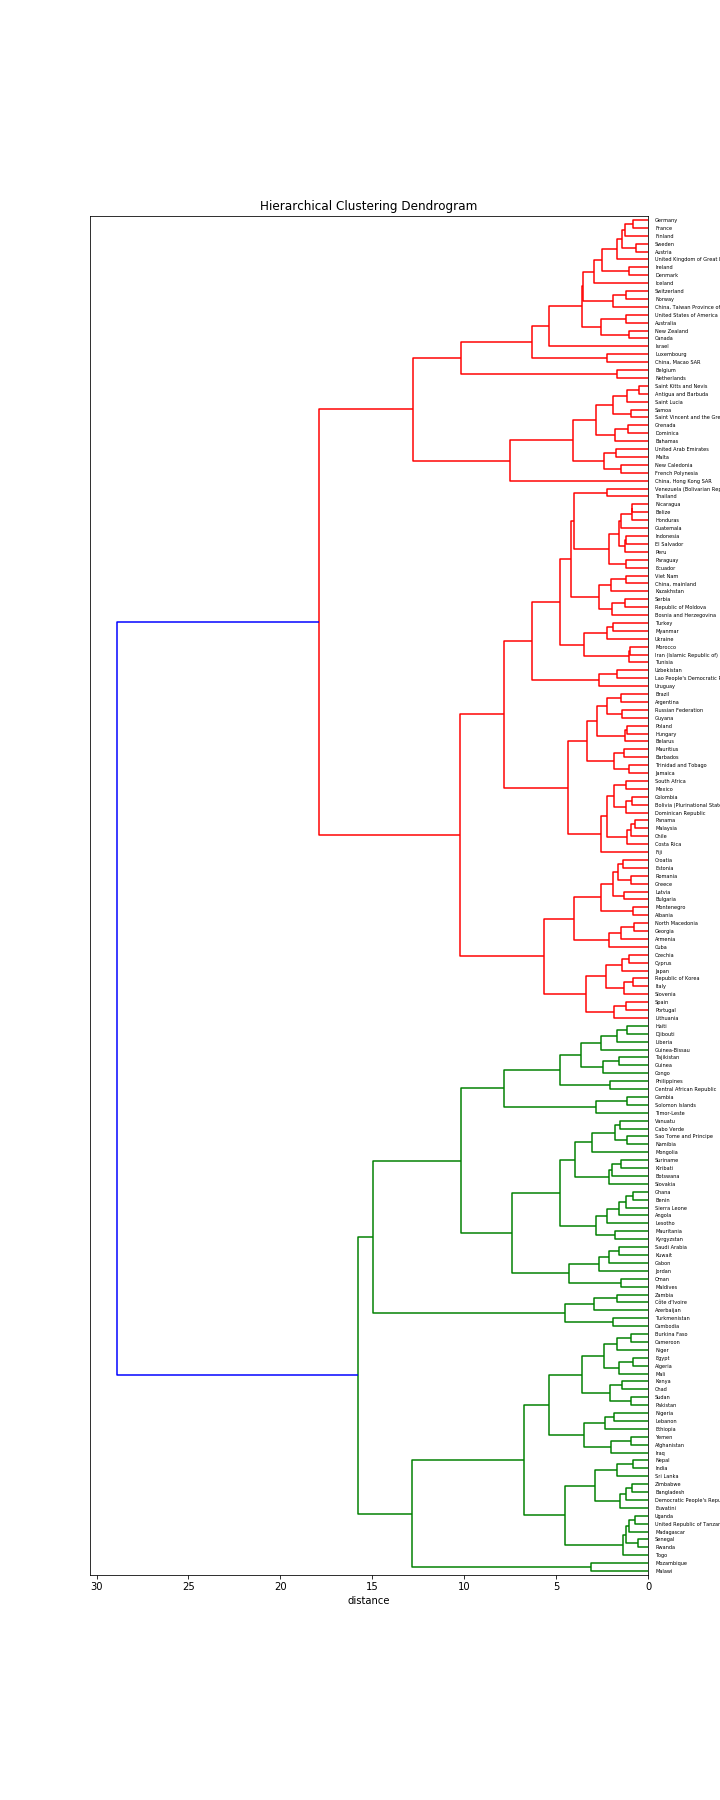 Hierarchical Clustering Dendrogram
Germany
France
Finland
Sweden
Austria
United Kingdom of Great
Ireland
Denmark
Iceland
Switzerland
Norway
China, Taiwan Province of
United States of America
Australia
New Zealand
Canada
Israel
Luxembourg
China, Macao SAR
Belgium
Netherlands
Saint Kitts and Nevis
Antigua and Barbuda
Saint Lucia
Samoa
Saint Vincent and the Gre
Grenada
Dominica
Bahamas
United Arab Emirates
Malta
New Caledonia
French Polynesia
China, Hong Kong SAR
Venezuela (Bolivarian Rep
Thailand
Nicaragua
Belize
Honduras
Guatemala
Indonesia
El Salvador
Peru
Paraguay
Ecuador
Viet Nam
China, mainland
Kazakhstan
Serbia
Republic of Moldova
Bosnia and Herzegovina
Turkey
Myanmar
Ukraine
Morocco
Iran (Islamic Republic of)
Tunisia
Uzbekistan
Lao People's Democratic
Uruguay
Brazil
Argentina
Russian Federation
Guyana
Poland
Hungary
Belarus
Mauritius
Barbados
Trinidad and Tobago
Jamaica
South Africa
Mexico
Colombia
Bolivia (Plurinational Stat
Dominican Republic
Panama
Malaysia
Chile
Costa Rica
Fiji
Croatia
Estonia
Romania
Greece
Latvia
Bulgaria
Montenegro
Albania
North Macedonia
Georgia
Armenia
Cuba
Czechia
Cyprus
Japan
Republic of Korea
Italy
Slovenia
Spain
Portugal
Lithuania
Haiti
Djibouti
Liberia
Guinea-Bissau
Tajikistan
Guinea
Congo
Philippines
Central African Republic
Gambia
Solomon Islands
Timor-Leste
Vanuatu
Cabo Verde
Sao Tome and Principe
Namibia
Mongolia
Suriname
Kiribati
Botswana
Slovakia
Ghana
Benin
Sierra Leone
Angola
Lesotho
Mauritania
Kyrgyzstan
Saudi Arabia
Kuwait
Gabon
Jordan
Oman
Maldives
Zambia
Côte d'Ivoire
Azerbaijan
Turkmenistan
Cambodia
Burkina Faso
Cameroon
Niger
Egypt
Algeria
Mali
Kenya
Chad
Sudan
Pakistan
Nigeria
Lebanon
Ethiopia
Yemen
Afghanistan
Iraq
Nepal
India
Sri Lanka
Zimbabwe
Bangladesh
Democratic People's Repu
Eswatini
Uganda
United Republic of Tanzan
Madagascar
Senegal
Rwanda
Togo
Mozambique
Malawi
30 25 20 15 10 5 0
distance